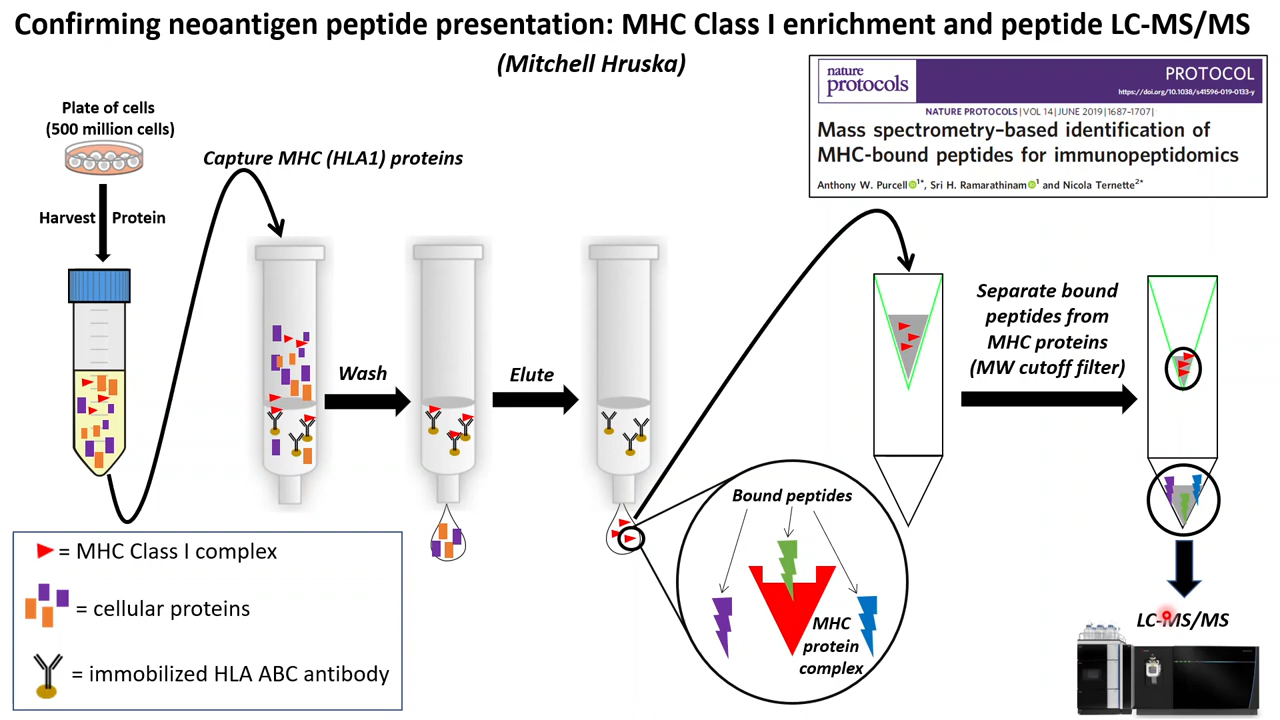 Confirming neoantigen peptide presentation: MHC Class I enrichment and peptide LC-MS/MS
(Mitchell Hruska)
nature
protocols
PROTOCOL
https://doi.org/10.1038/s41596-019-0133-y
NATURE PROTOCOLS | VOL 14 | JUNE 2019 | 1687–1707 |
Mass spectrometry–based identification of
MHC-bound peptides for immunopeptidomics
Anthony W. Purcell 1*, Sri H. Ramarathinam 1 and Nicola Ternette2*
Plate of cells
(500 million cells)
Harvest Protein
Capture MHC (HLA1) proteins
Wash
Elute
Separate bound
peptides from
MHC proteins
(MW cutoff filter)
Bound peptides
MHC
protein
complex
LC-MS/MS
= MHC Class I complex
= cellular proteins
= immobilized HLA ABC antibody